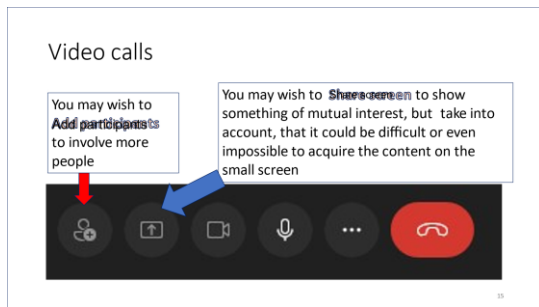 Video calls
You may wish to
Add participants
to involve more
people
You may wish to Share screen to show
something of mutual interest, but take into
account, that it could be difficult or even
impossible to acquire the content on the
small screen
15